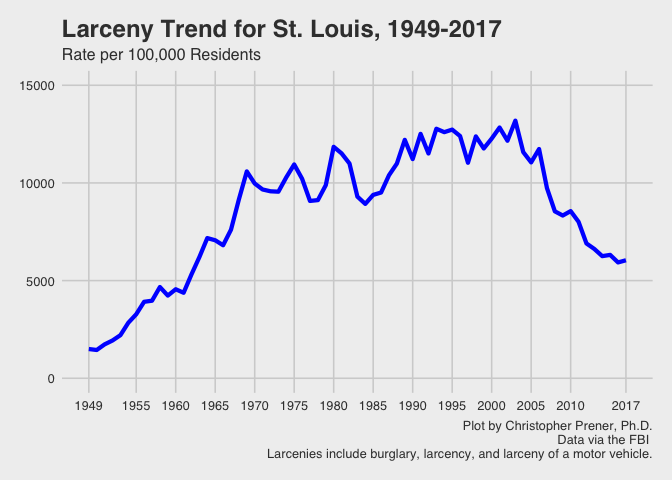 Larceny Trend for St. Louis, 1949-2017
Rate per 100,000 Residents
15000
10000
5000
0
1949 1955 1960 1965 1970 1975 1980 1985 1990 1995 2000 2005 2010 2017
Plot by Christopher Prener, Ph.D.
Data via the FBI
Larcenies include burglary, larcency, and larceny of a motor vehicle.